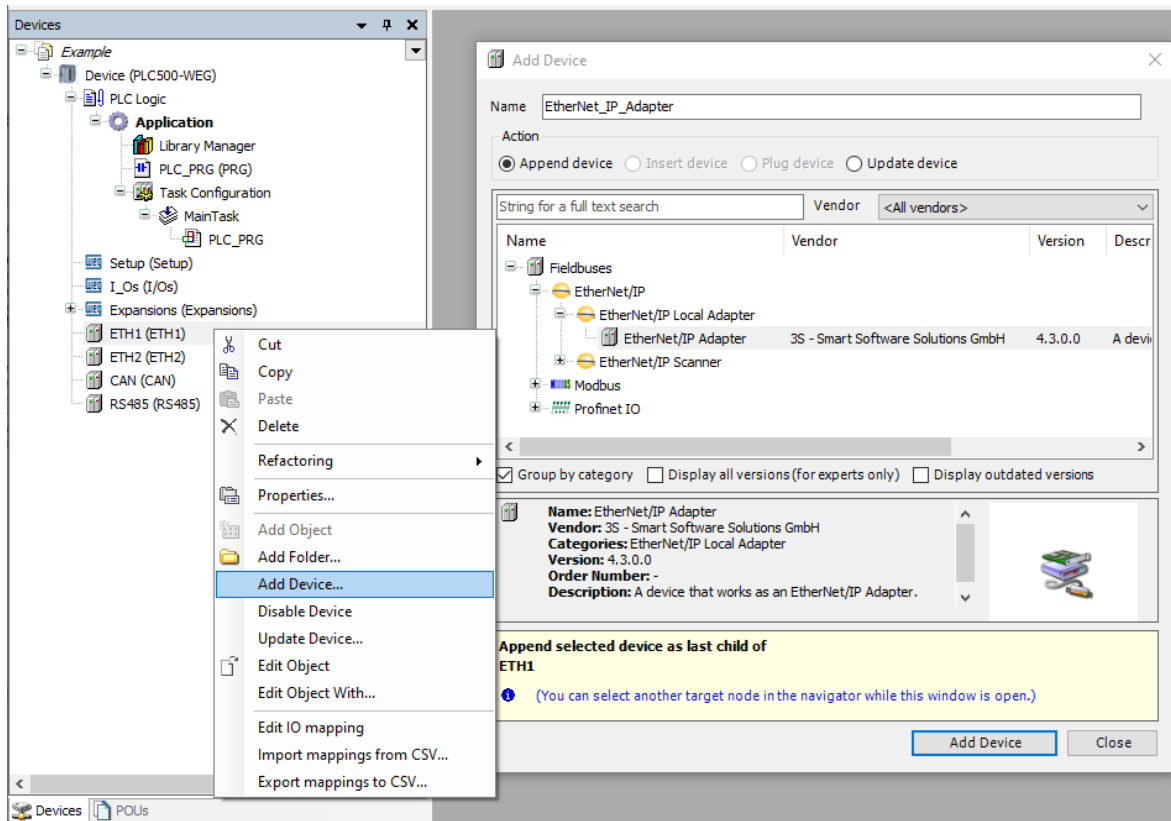 Devices
Example
Device (PLC500-WEG)
PLC Logic
Application
Library Manager
PLC_PRG (PRG)
Task Configuration
MainTask
PLC_PRG
Setup (Setup)
I_Os (I/Os)
Expansions (Expansions)
ETH1 (ETH1)
ETH2 (ETH2)
CAN (CAN)
RS485 (RS485)
Cut
Copy
Paste
Delete
Refactoring
Properties...
Add Object
Add Folder...
Add Device...
Disable Device
Update Device...
Edit Object
Edit Object With...
Edit IO mapping
Import mappings from CSV...
Export mappings to CSV...
Devices POUs
Add Device
Name EtherNet_IP_Adapter
Action
Append device Insert device Plug device Update device
String for a full text search Vendor <All vendors>
Name Vendor Version Descr
Fieldbuses
EtherNet/IP
EtherNet/IP Local Adapter
EtherNet/IP Adapter 3S - Smart Software Solutions GmbH 4.3.0.0 A devi
EtherNet/IP Scanner
Modbus
Profinet IO
Group by category Display all versions (for experts only) Display outdated versions
Name: EtherNet/IP Adapter
Vendor: 3S - Smart Software Solutions GmbH
Categories: EtherNet/IP Local Adapter
Version: 4.3.0.0
Order Number: -
Description: A device that works as an EtherNet/IP Adapter.
Append selected device as last child of
ETH1
(You can select another target node in the navigator while this window is open.)
Add Device Close